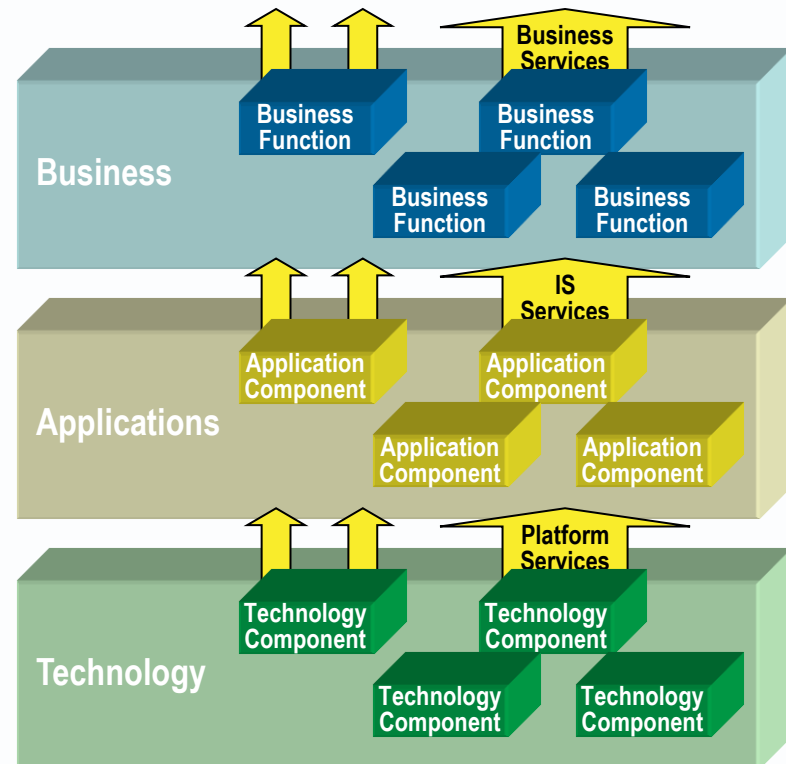 Business
Services
Business
Function
Business
Function
Business
Business
Function
Business
Function
IS
Services
Application
Component
Application
Component
Applications
Application
Component
Application
Component
Platform
Services
Technology
Component
Technology
Component
Technology
Technology
Component
Technology
Component